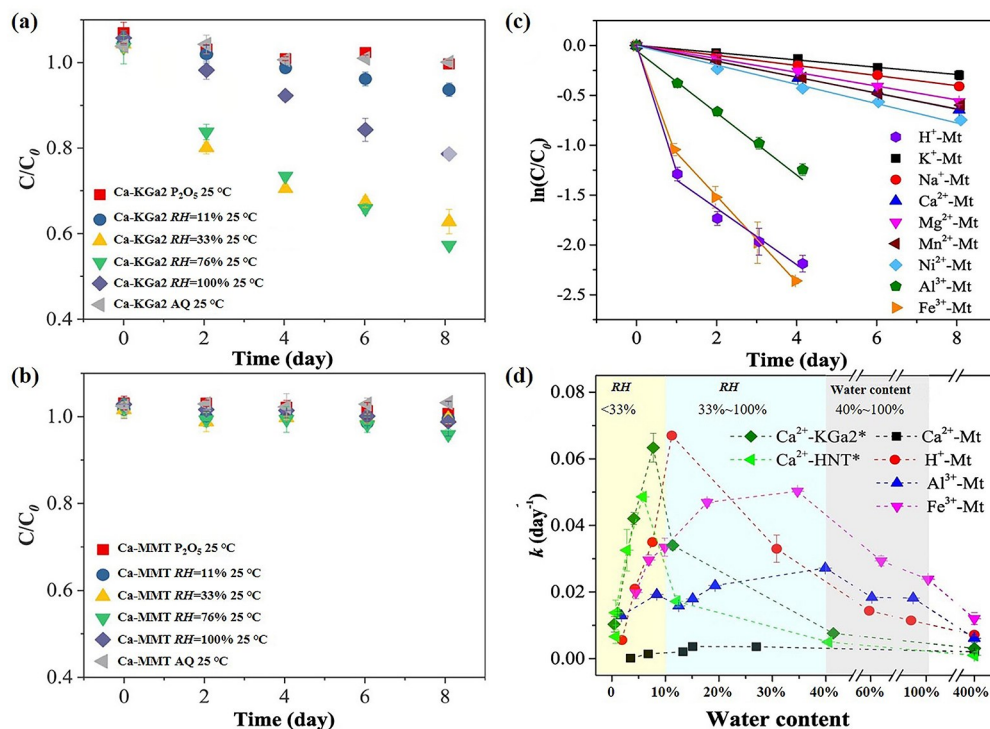 (a)
C/C₀
1.0
0.8
0.6
0.4
Ca-KGa2 P₂O₅ 25 °C
Ca-KGa2 RH=11% 25 °C
Ca-KGa2 RH=33% 25 °C
Ca-KGa2 RH=76% 25 °C
Ca-KGa2 RH=100% 25 °C
Ca-KGa2 AQ 25 °C
0 2 4 6 8
Time (day)
(b)
C/C₀
1.0
0.8
0.6
0.4
Ca-MMT P₂O₅ 25 °C
Ca-MMT RH=11% 25 °C
Ca-MMT RH=33% 25 °C
Ca-MMT RH=76% 25 °C
Ca-MMT RH=100% 25 °C
Ca-MMT AQ 25 °C
0 2 4 6 8
Time (day)
(c)
ln(C/C₀)
0.0
-0.5
-1.0
-1.5
-2.0
-2.5
H⁺-Mt
K⁺-Mt
Na⁺-Mt
Ca²⁺-Mt
Mg²⁺-Mt
Mn²⁺-Mt
Ni²⁺-Mt
Al³⁺-Mt
Fe³⁺-Mt
0 2 4 6 8
Time (day)
(d)
k (day⁻¹)
0.08
0.06
0.04
0.02
0.00
RH
<33%
RH
33%~100%
Water content
40%~100%
Ca²⁺-KGa2*
Ca²⁺-HNT*
Ca²⁺-Mt
H⁺-Mt
Al³⁺-Mt
Fe³⁺-Mt
0 10% 20% 30% 40% 60% 100% 400%
Water content